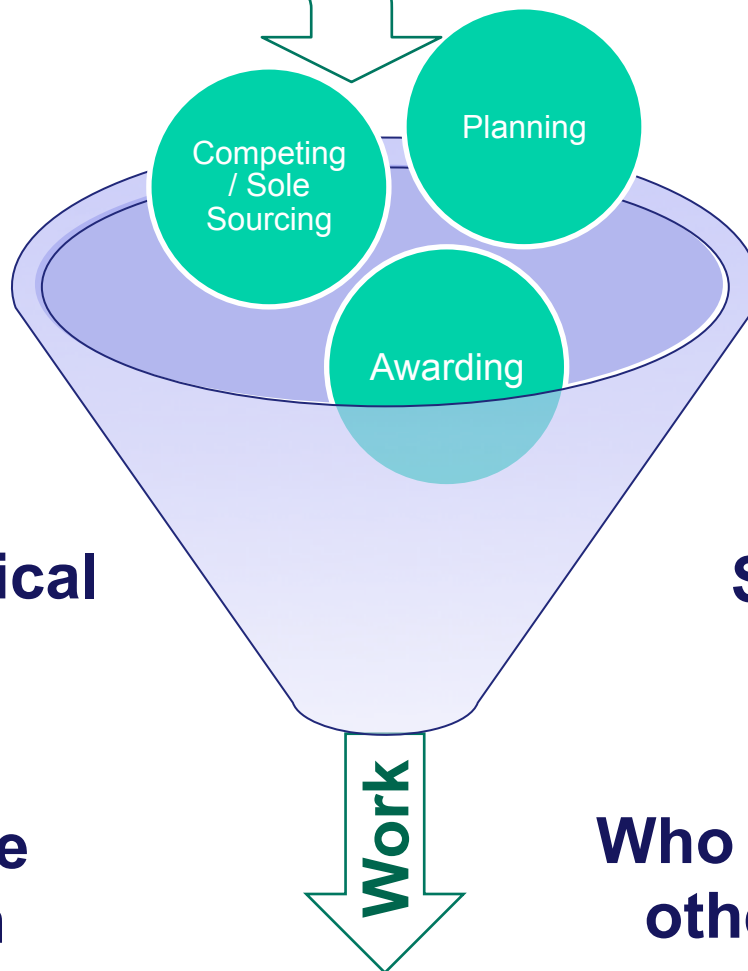 Planning
Competing
/ Sole
Sourcing
Awarding
ical
S
Work
e
Who
othe